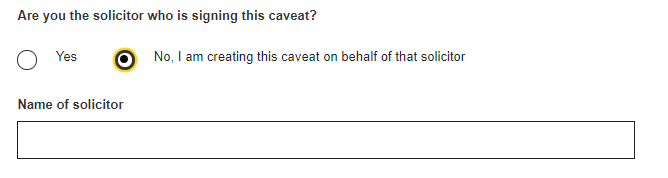 Are you the solicitor who is signing this caveat?
Yes No, I am creating this caveat on behalf of that solicitor
Name of solicitor